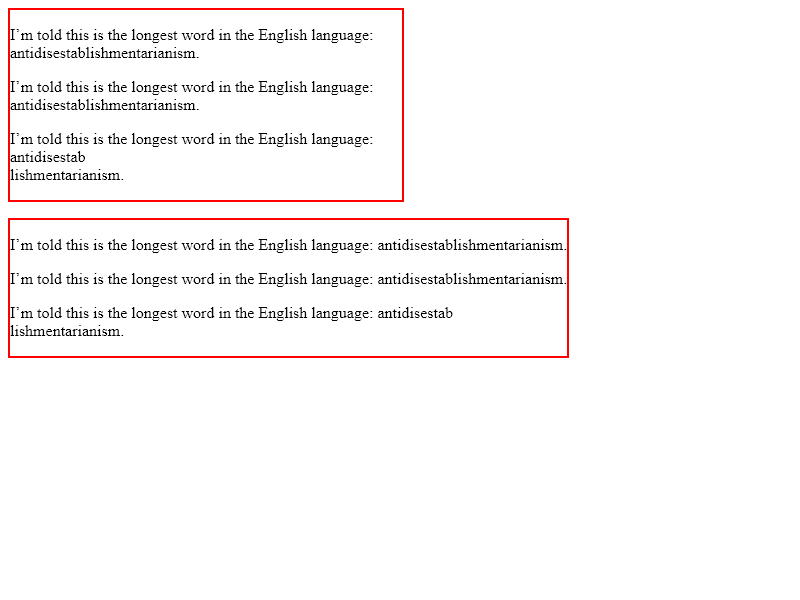 I’m told this is the longest word in the English language:
antidisestablishmentarianism.
I’m told this is the longest word in the English language:
antidisestablishmentarianism.
I’m told this is the longest word in the English language:
antidisestab
lishmentarianism.
I’m told this is the longest word in the English language: antidisestablishmentarianism.
I’m told this is the longest word in the English language: antidisestablishmentarianism.
I’m told this is the longest word in the English language: antidisestab
lishmentarianism.